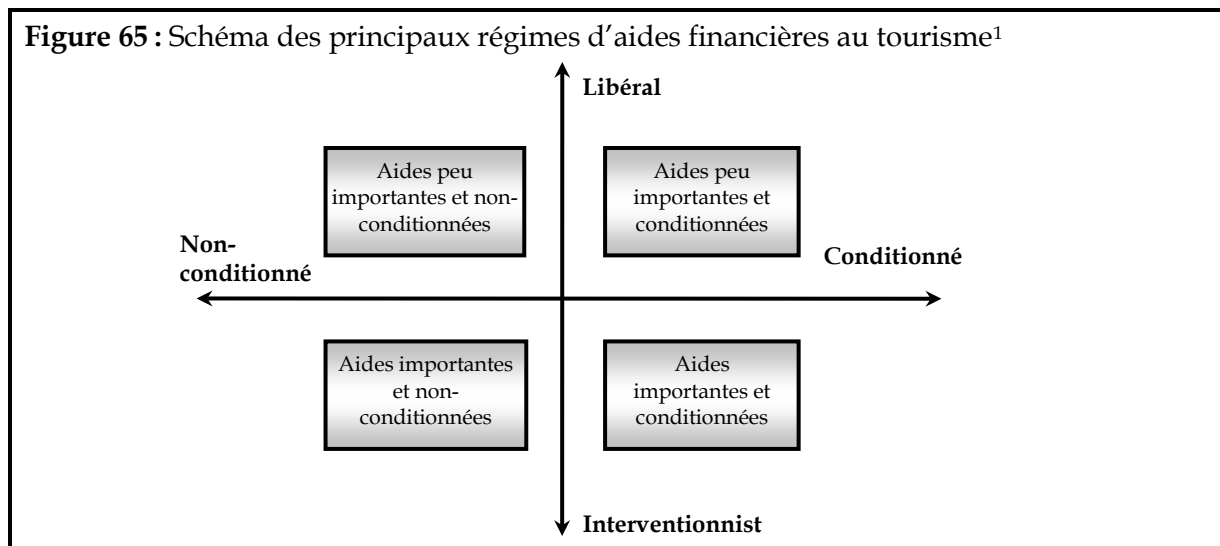 Figure 65 : Schéma des principaux régimes d'aides financières au tourisme¹
Libéral
Aides peu
importantes et non-
conditionnées
Aides peu
importantes et
conditionnées
Non-
conditionné
Conditionné
Aides importantes
et non-
conditionnées
Aides
importantes et
conditionnées
Interventionnist